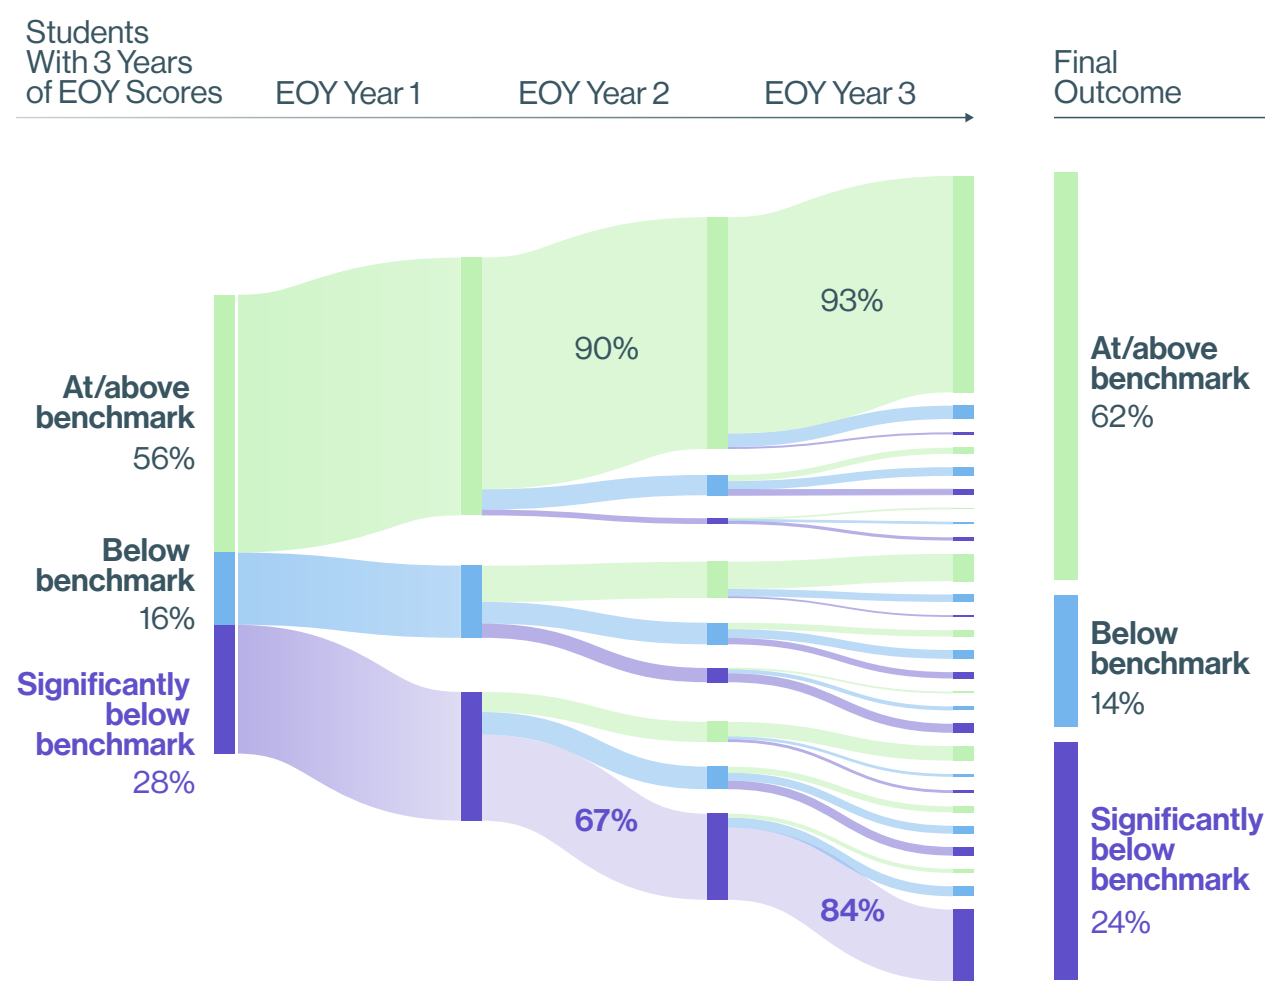 Students
With 3 Years
of EOY Scores
EOY Year 1
EOY Year 2
EOY Year 3
Final
Outcome
93%
90%
At/above
benchmark
56%
Below
benchmark
16%
Significantly
below
benchmark
28%
67%
84%
At/above
benchmark
62%
Below
benchmark
14%
Significantly
below
benchmark
24%